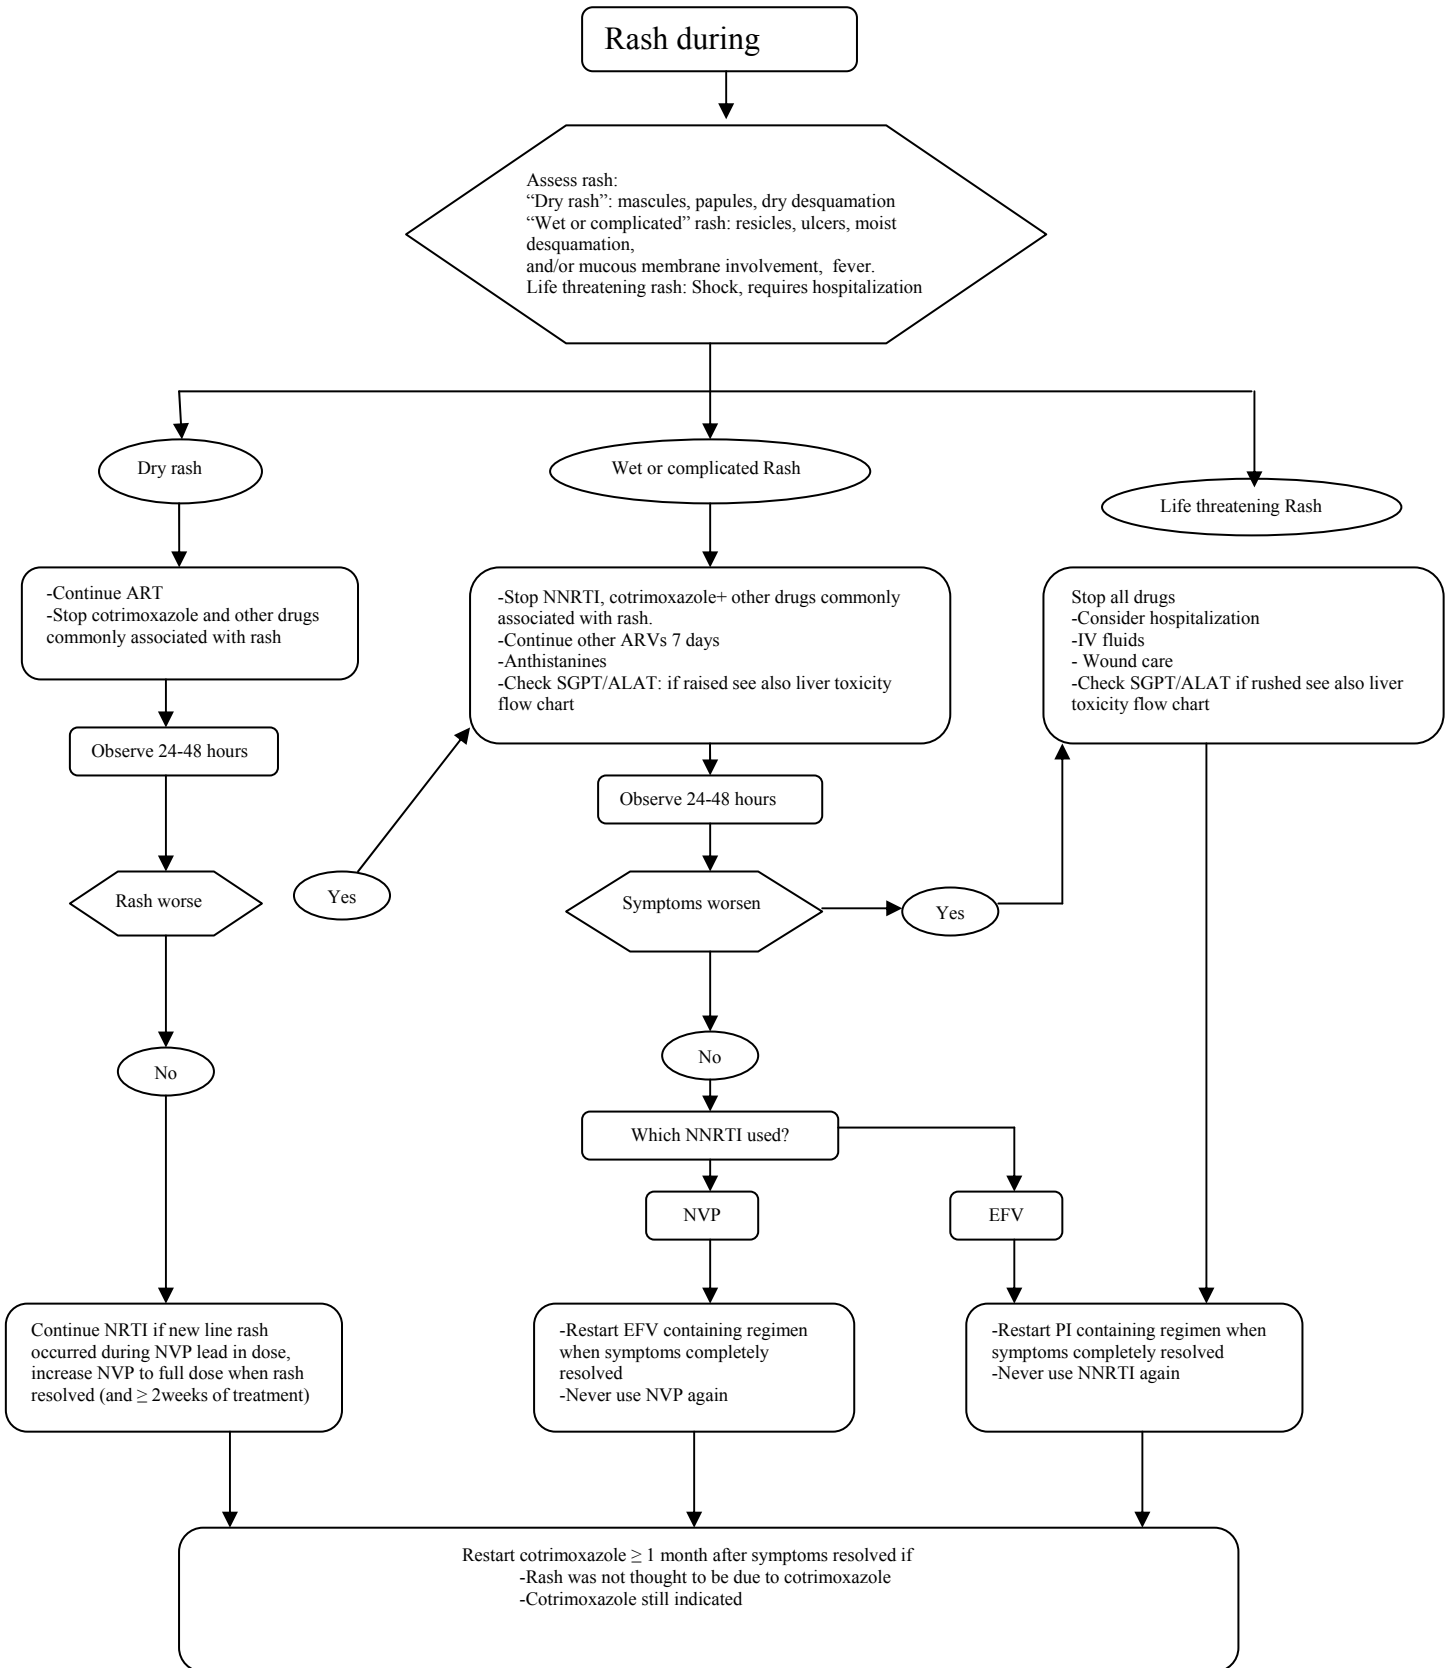 Rash during
Assess rash:
“Dry rash”: mascules, papules, dry desquamation
“Wet or complicated” rash: resicles, ulcers, moist
desquamation,
and/or mucous membrane involvement, fever.
Life threatening rash: Shock, requires hospitalization
Dry rash
Wet or complicated Rash
Life threatening Rash
-Continue ART
-Stop cotrimoxazole and other drugs
commonly associated with rash
-Stop NNRTI, cotrimoxazole+ other drugs commonly
associated with rash.
-Continue other ARVs 7 days
-Anthistanines
-Check SGPT/ALAT: if raised see also liver toxicity
flow chart
Stop all drugs
-Consider hospitalization
-IV fluids
- Wound care
-Check SGPT/ALAT if rushed see also liver
toxicity flow chart
Observe 24-48 hours
Observe 24-48 hours
Rash worse
Yes
Symptoms worsen
Yes
No
No
Which NNRTI used?
NVP
EFV
Continue NRTI if new line rash
occurred during NVP lead in dose,
increase NVP to full dose when rash
resolved (and ≥ 2weeks of treatment)
-Restart EFV containing regimen
when symptoms completely
resolved
-Never use NVP again
-Restart PI containing regimen when
symptoms completely resolved
-Never use NNRTI again
Restart cotrimoxazole ≥ 1 month after symptoms resolved if
-Rash was not thought to be due to cotrimoxazole
-Cotrimoxazole still indicated